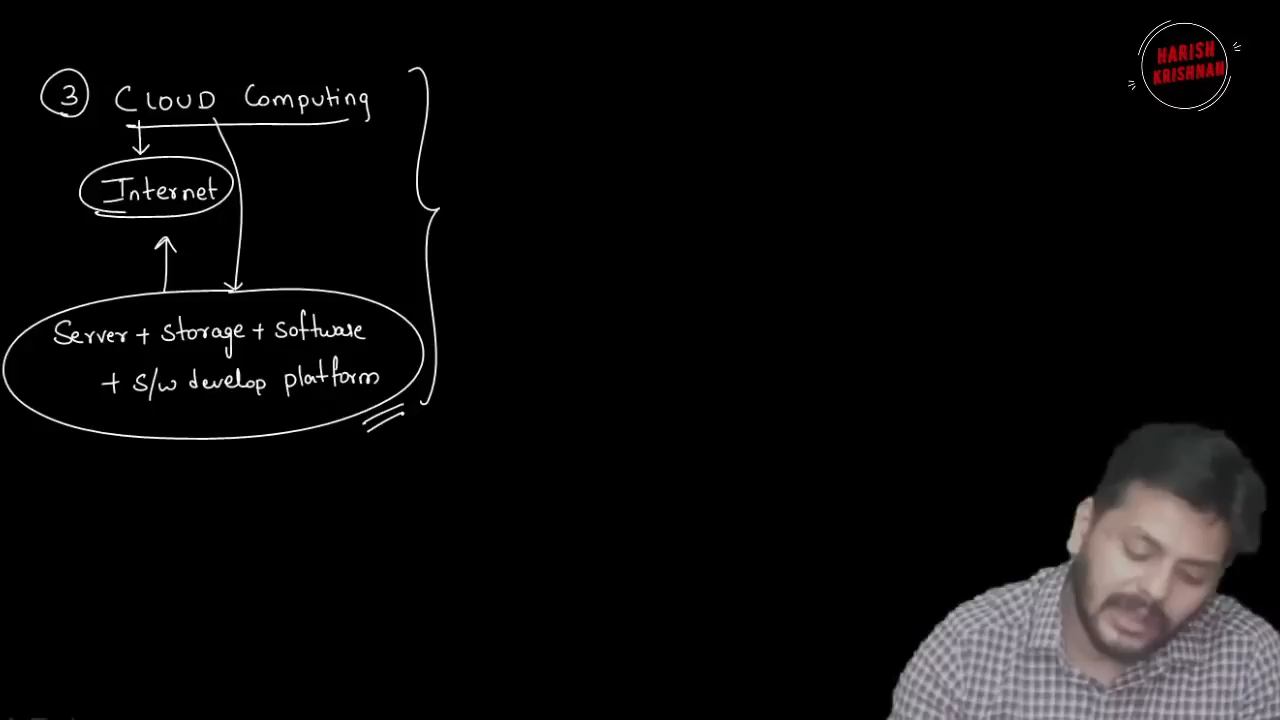 HARISH
KRISHNAN
3 CLOUD Computing
Internet
Server + storage + software
+ s/w develop platform